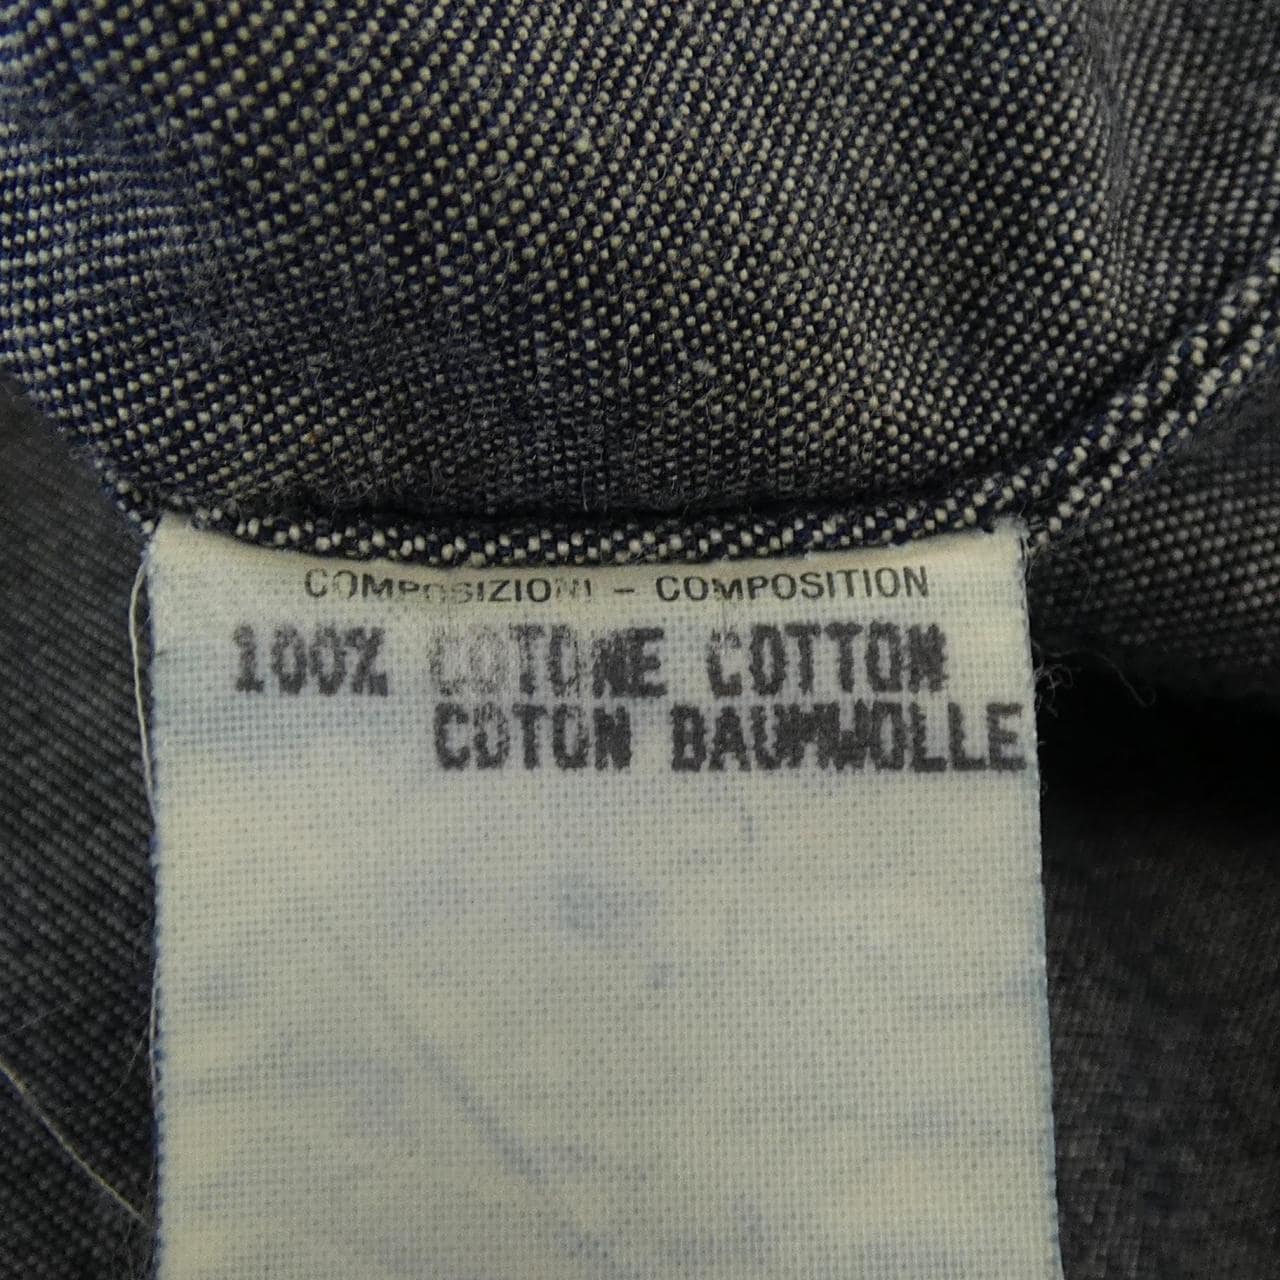 COMPOSIZIONI - COMPOSITION
100% COTONE COTTON
COTON BAUMWOLLE